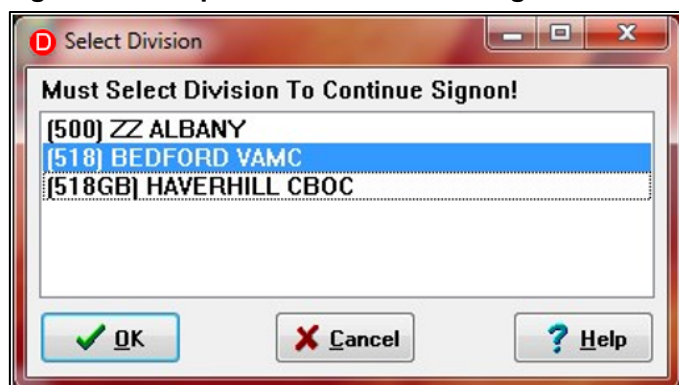 D Select Division
Must Select Division To Continue Signon!
(500) ZZ ALBANY
(518) BEDFORD VAMC
(518GB) HAVERHILL CBOC
OK Cancel ? Help